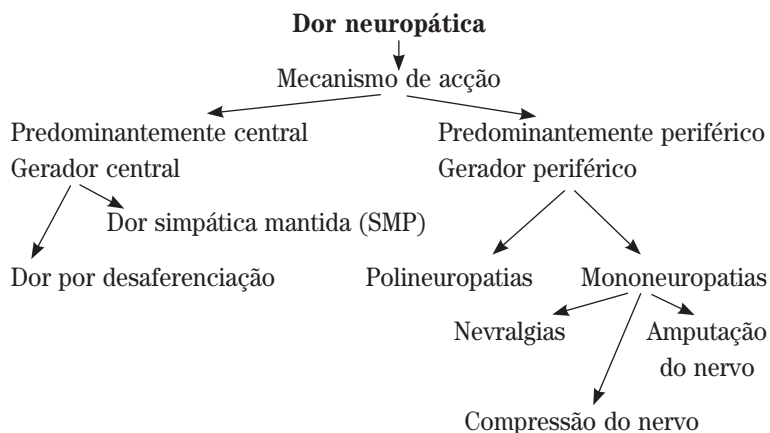 Dor neuropática
Mecanismo de acção
Predominantemente central
Gerador central
Predominantemente periférico
Gerador periférico
Dor simpática mantida (SMP)
Dor por desaferenciação
Polineuropatias
Mononeuropatias
Nevralgias
Amputação
do nervo
Compressão do nervo